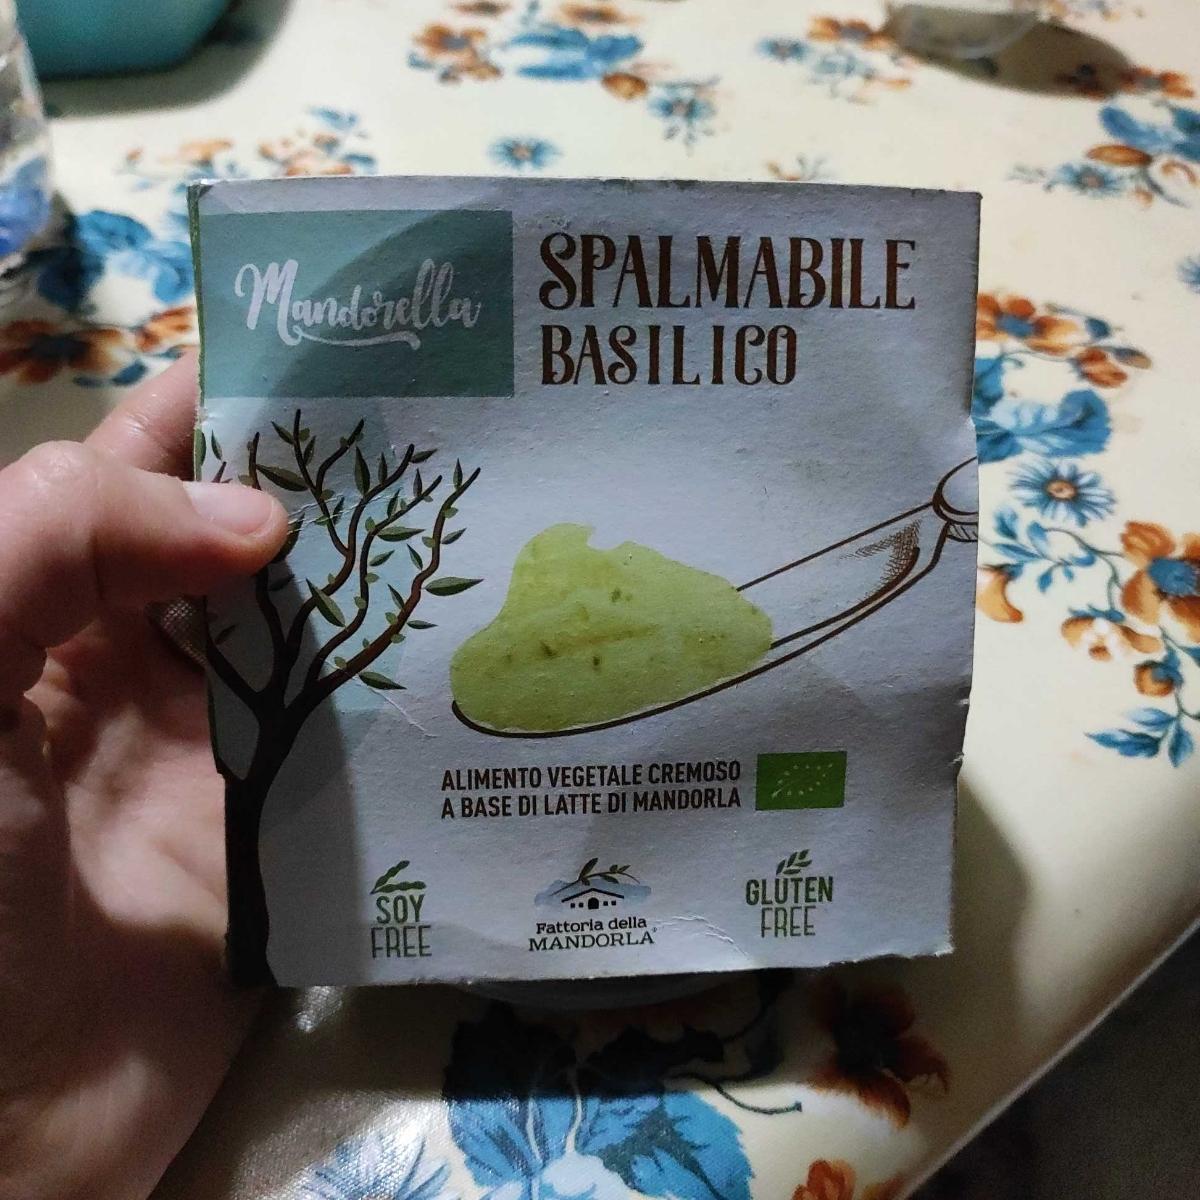 Mandorella
SPALMABILE
BASILICO
ALIMENTO VEGETALE CREMOSO
A BASE DI LATTE DI MANDORLA
SOY
FREE
Fattoria della
MANDORLA
GLUTEN
FREE